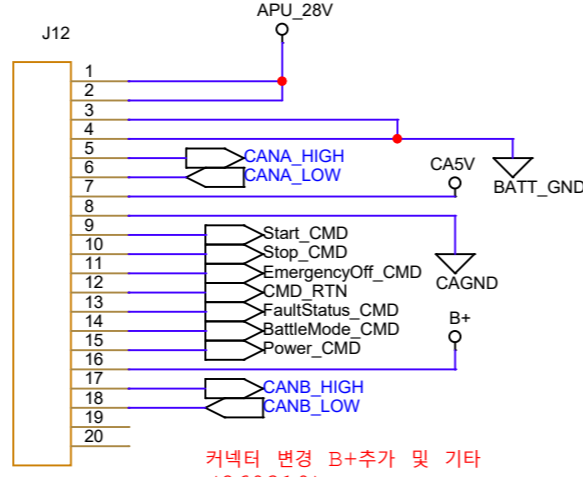 APU_28V
J12
1
2
3
4
5 CANA_HIGH
6 CANA_LOW
CA5V
BATT_GND
7
8
9 Start_CMD
10 Stop_CMD
11 EmergencyOff_CMD
CAGND
12 CMD_RTN
13 FaultStatus_CMD
B+
14 BattleMode_CMD
15 Power_CMD
16
17 CANB_HIGH
18 CANB_LOW
19
20
커넥터 변경 B+추가 및 기타